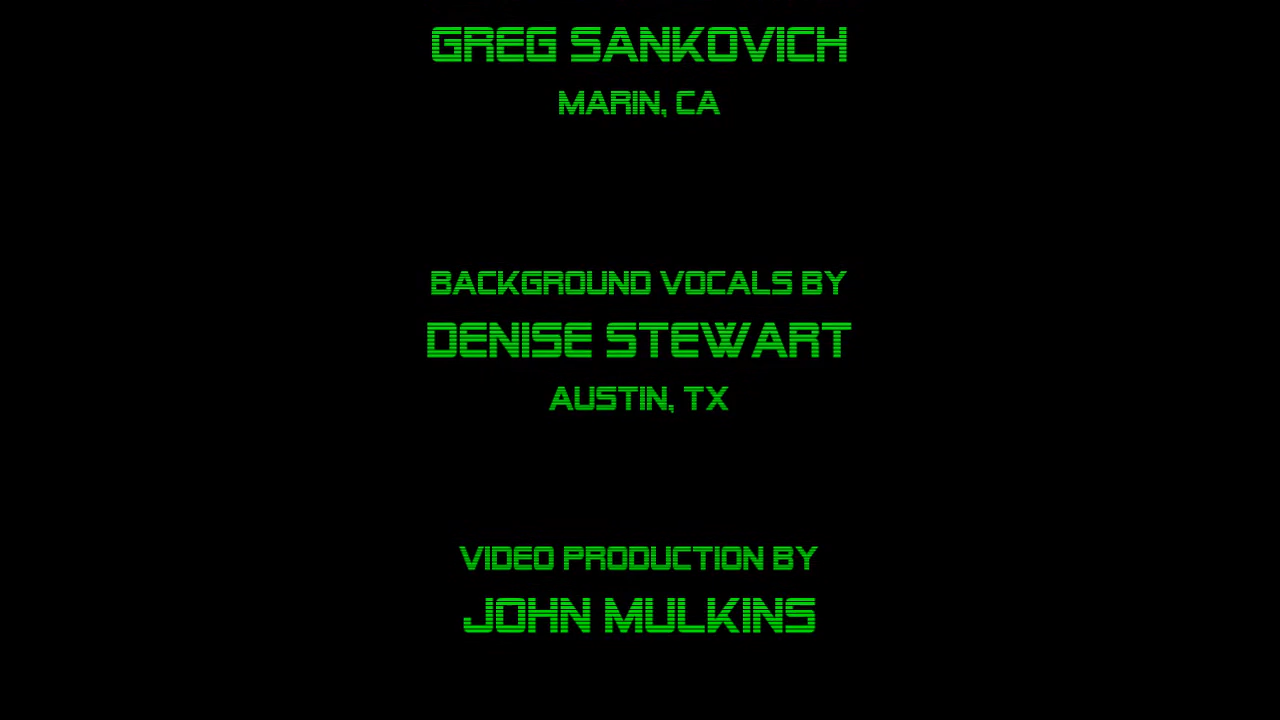 GREG SANKOVICH
MARIN, CA
BACKGROUND VOCALS BY
DENISE STEWART
AUSTIN, TX
VIDEO PRODUCTION BY
JOHN MULKINS